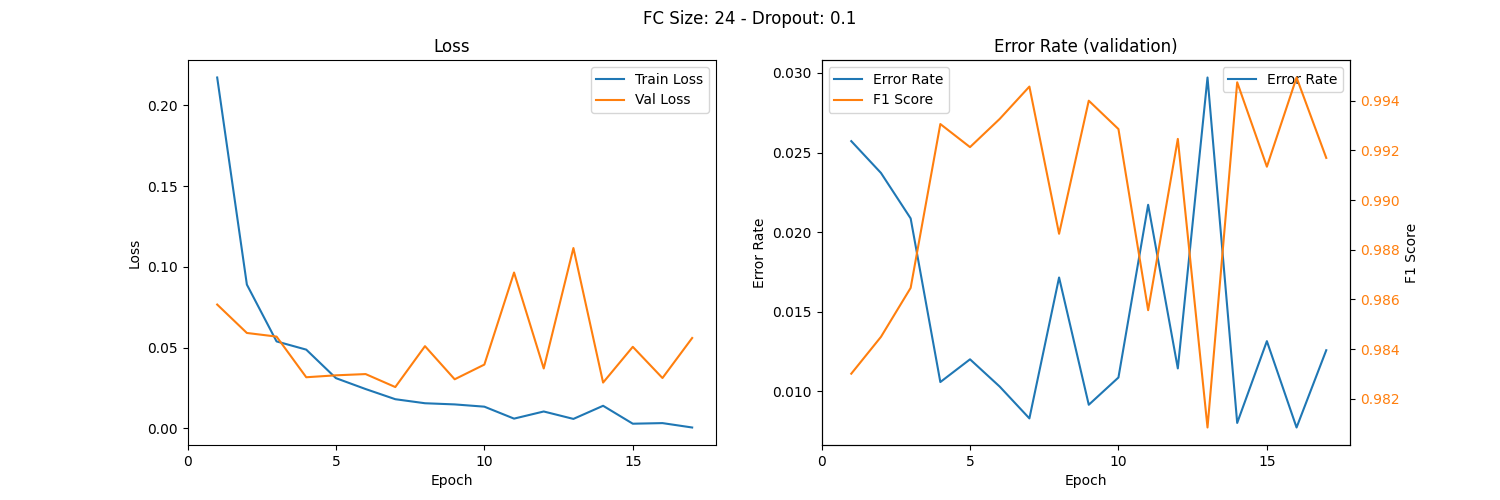 FC Size: 24 - Dropout: 0.1
Loss
Train Loss
Val Loss
0.20
0.15
0.10
0.05
0.00
Loss
0
5
10
15
Epoch
Error Rate (validation)
Error Rate
F1 Score
Error Rate
0.030
0.025
0.020
0.015
0.010
Error Rate
0
5
10
15
Epoch
0.994
0.992
0.990
0.988
0.986
0.984
0.982
F1 Score